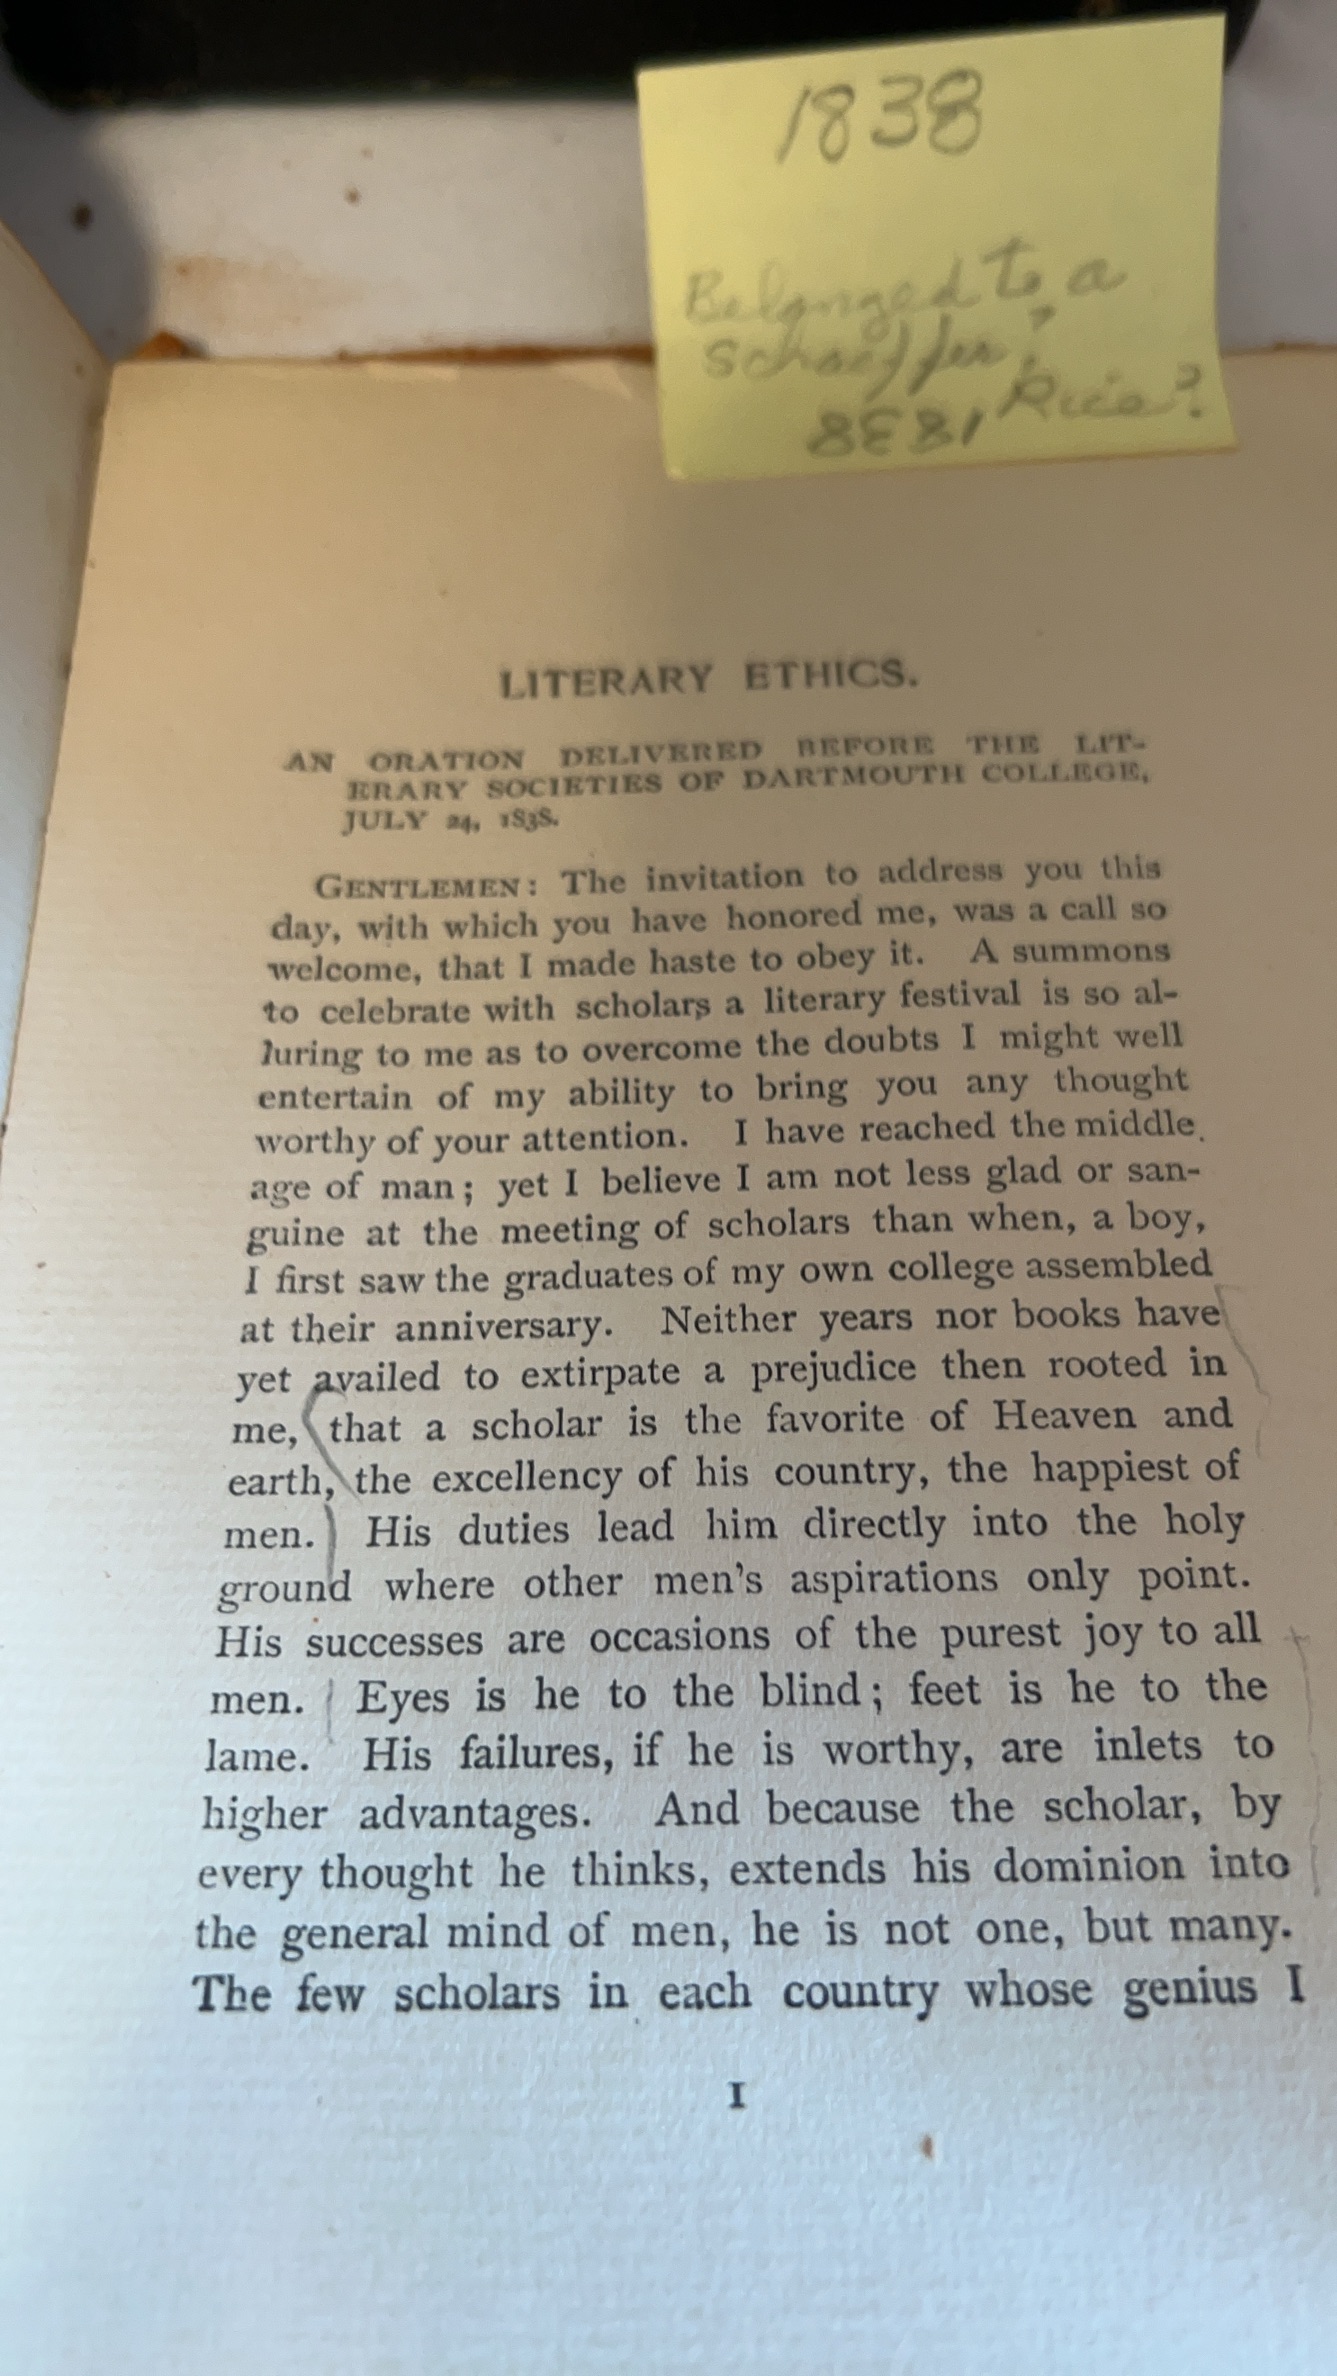 1838
Belonged to a
Schaeffer?
Rice?
1838
LITERARY ETHICS.
AN ORATION DELIVERED BEFORE THE LIT-
ERARY SOCIETIES OF DARTMOUTH COLLEGE,
JULY 24, 1838.
GENTLEMEN: The invitation to address you this
day, with which you have honored me, was a call so
welcome, that I made haste to obey it. A summons
to celebrate with scholars a literary festival is so al-
luring to me as to overcome the doubts I might well
entertain of my ability to bring you any thought
worthy of your attention. I have reached the middle
age of man; yet I believe I am not less glad or san-
guine at the meeting of scholars than when, a boy,
I first saw the graduates of my own college assembled
at their anniversary. Neither years nor books have
yet availed to extirpate a prejudice then rooted in
me, that a scholar is the favorite of Heaven and
earth, the excellency of his country, the happiest of
men. His duties lead him directly into the holy
ground where other men's aspirations only point.
His successes are occasions of the purest joy to all
men. Eyes is he to the blind; feet is he to the
lame. His failures, if he is worthy, are inlets to
higher advantages. And because the scholar, by
every thought he thinks, extends his dominion into
the general mind of men, he is not one, but many.
The few scholars in each country whose genius I
1